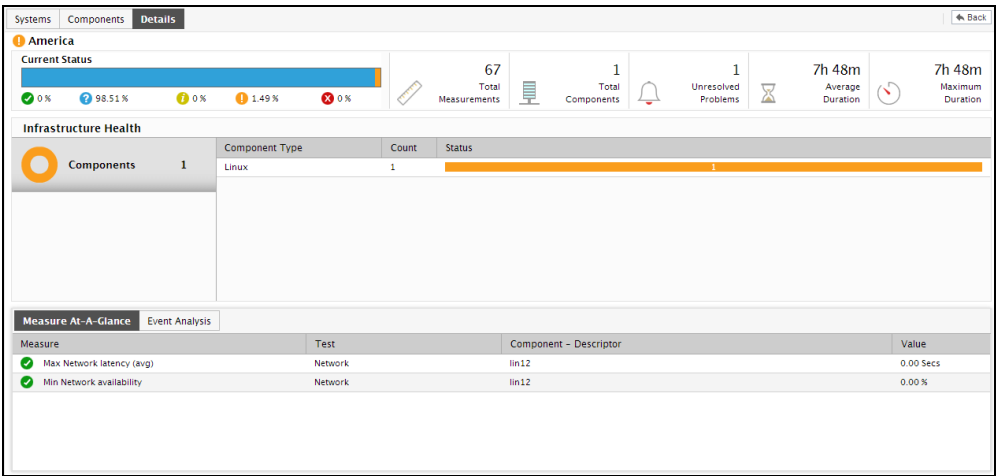 Systems Components Details Back
America
Current Status
0 % 98.51 % 0 % 1.49 % 0 %
67
Total
Measurements
1
Total
Components
1
Unresolved
Problems
7h 48m
Average
Duration
7h 48m
Maximum
Duration
Infrastructure Health
Components 1
Component Type Count Status
Linux 1 1
Measure At-A-Glance Event Analysis
Measure Test Component - Descriptor Value
Max Network latency (avg) Network lin12 0.00 Secs
Min Network availability Network lin12 0.00 %